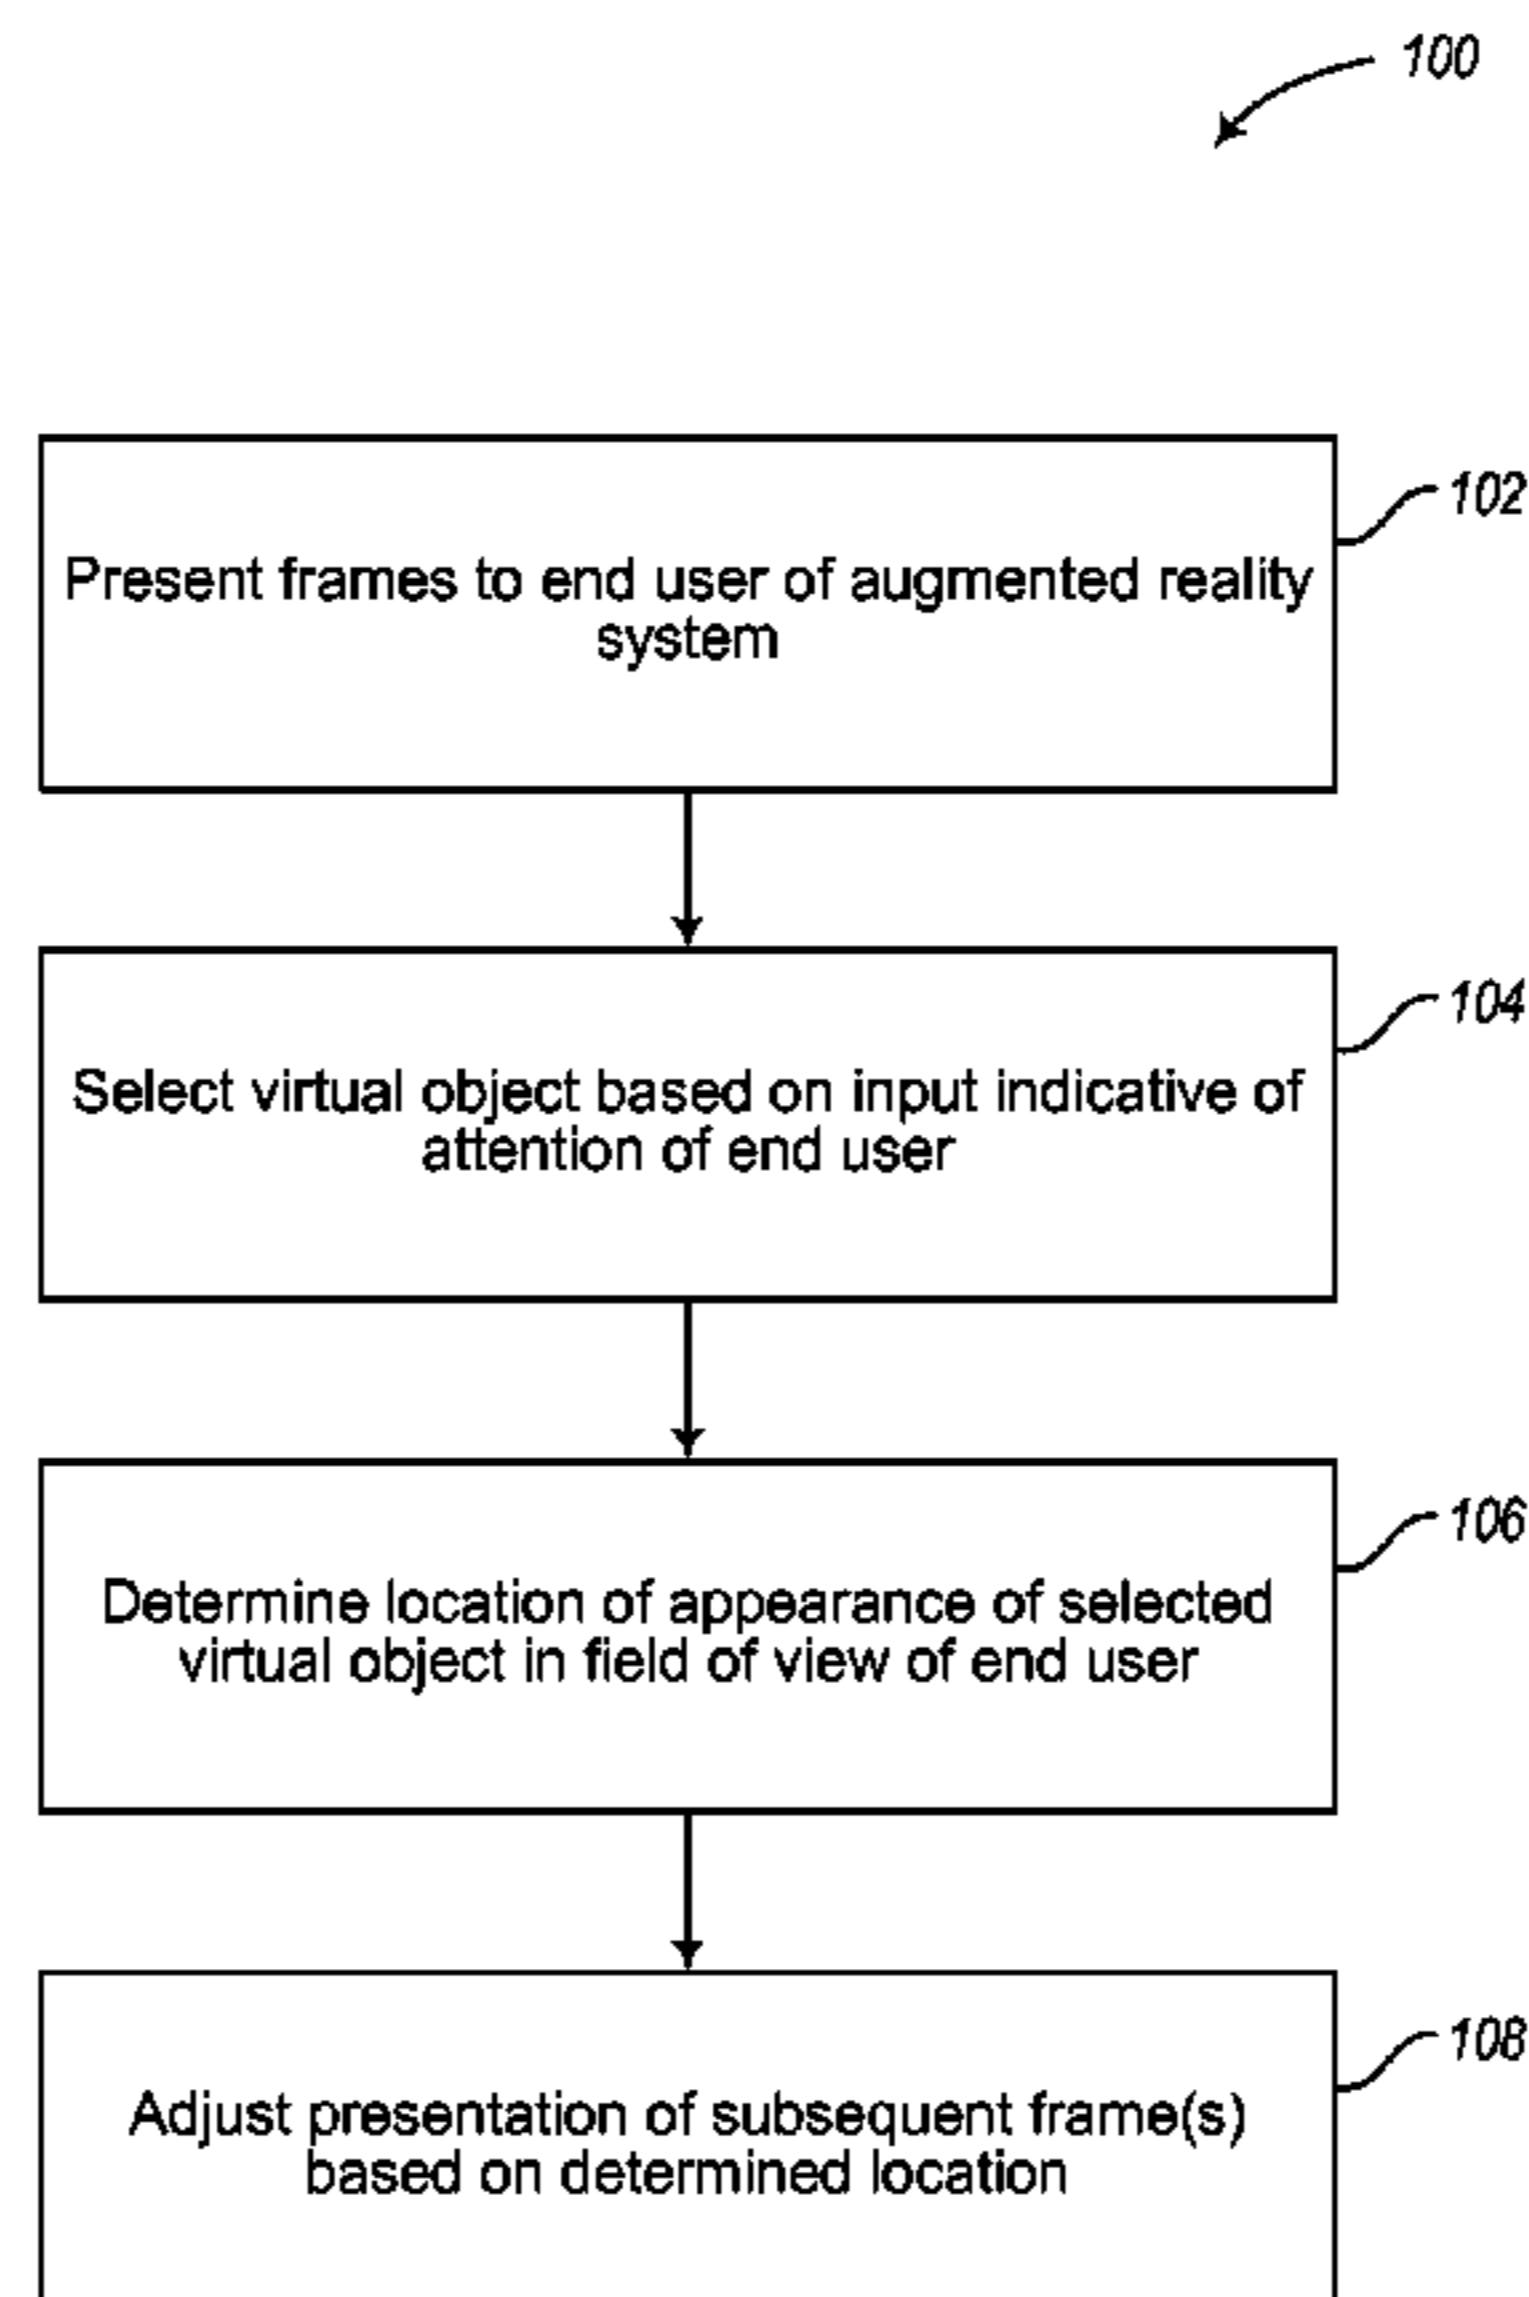 100
102
Present frames to end user of augmented reality
system
104
Select virtual object based on input indicative of
attention of end user
106
Determine location of appearance of selected
virtual object in field of view of end user
108
Adjust presentation of subsequent frame(s)
based on determined location